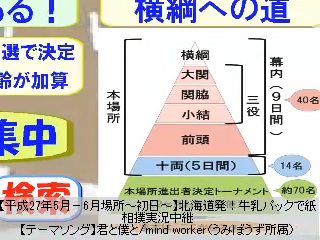 ある!
横綱への道
選で決定
齢が加算
集中
検索
横綱
大関
関脇
小結
前頭
十両(5日間)
本場所進出者決定トーナメント
本場所
三役
幕内(9日間)
40名
14名
約70名
【平成27年5月-6月場所~初日~】北海道発!!牛乳パックで紙
相撲実況中継
【テーマソング】君と僕と/mind worker(うみぼうず所属)